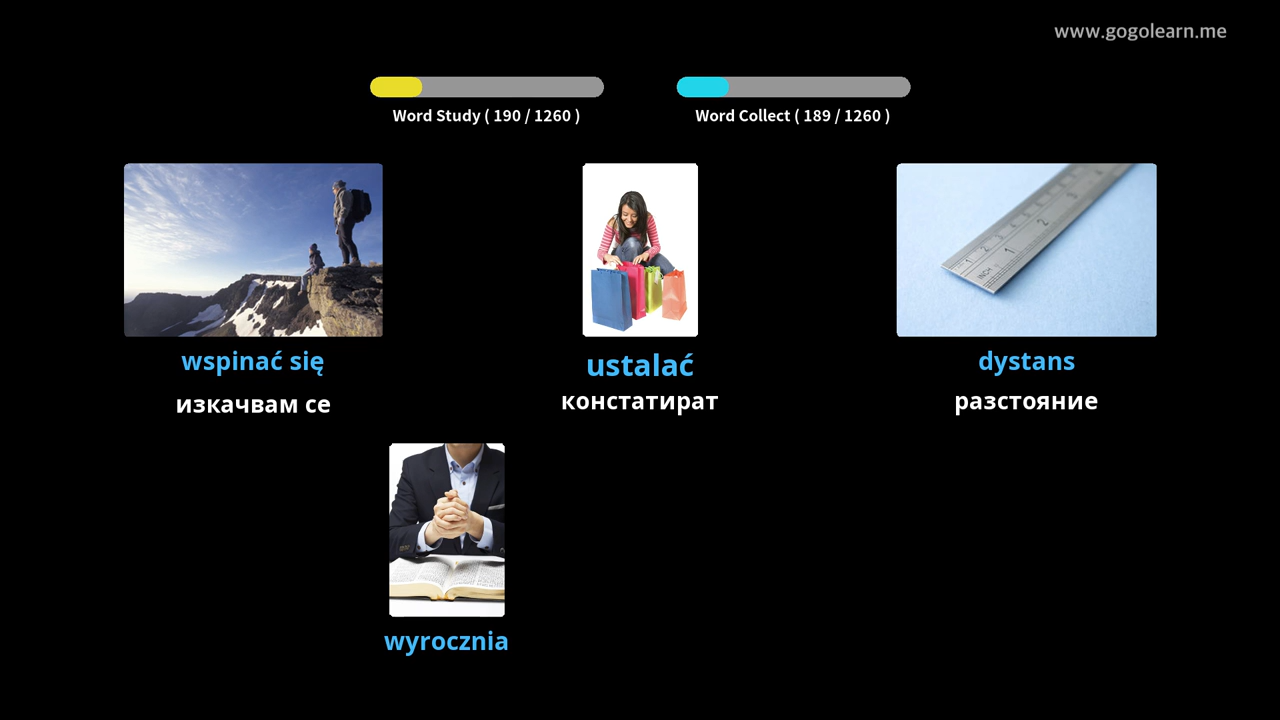 www.gogolearn.me
Word Study ( 190 / 1260 )
Word Collect ( 189 / 1260 )
wspinać się
изкачвам се
ustalać
констатират
dystans
разстояние
wyrocznia